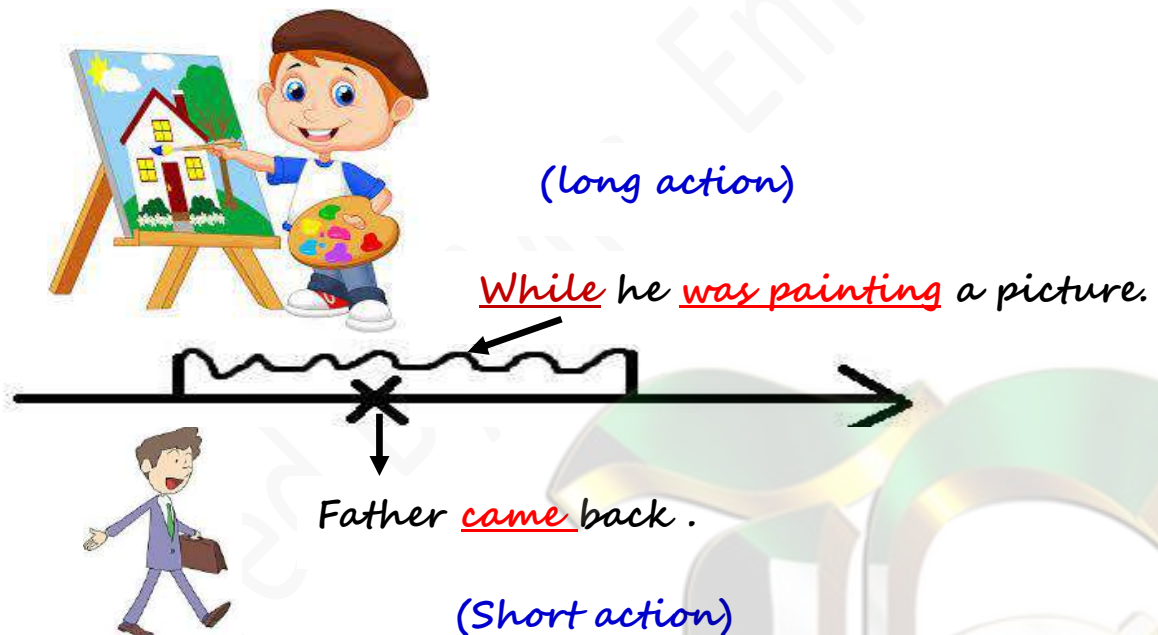 (long action)
While he was painting a picture.
Father came back .
(Short action)